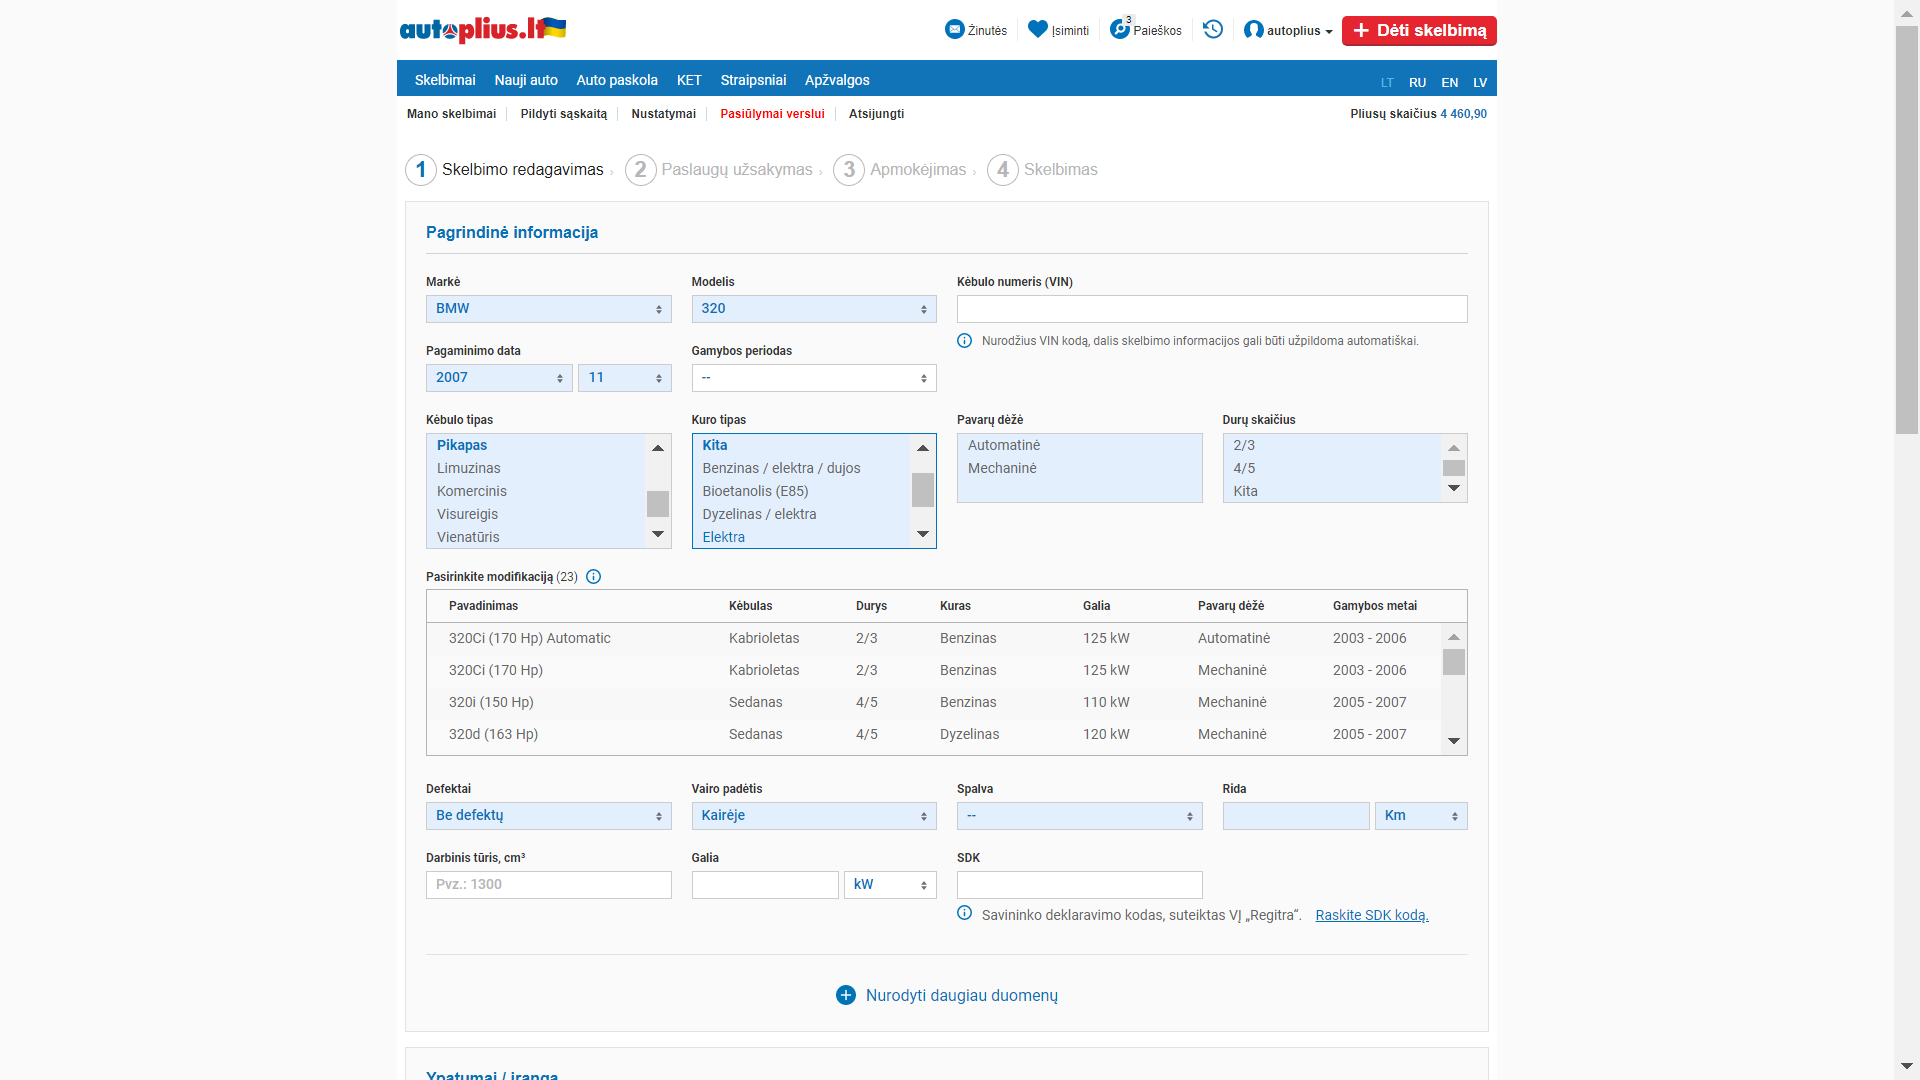 autoplius.lt
Žinutės
Įsiminti
3
Paieškos
autoplius
Dėti skelbimą
Skelbimai Nauji auto Auto paskola KET Straipsniai Apžvalgos
LT RU EN LV
Mano skelbimai Pildyti sąskaitą Nustatymai Pasiūlymai verslui Atsijungti
Pliusų skaičius 4 460,90
1 Skelbimo redagavimas › 2 Paslaugų užsakymas › 3 Apmokėjimas › 4 Skelbimas
Pagrindinė informacija
Markė Modelis Kėbulo numeris (VIN)
BMW 320
Nurodžius VIN kodą, dalis skelbimo informacijos gali būti užpildoma automatiškai.
Pagaminimo data Gamybos periodas
2007 11 --
Kėbulo tipas Kuro tipas Pavarų dėžė Durų skaičius
Pikapas Kita Automatinė 2/3
Limuzinas Benzinas / elektra / dujos Mechaninė 4/5
Komercinis Bioetanolis (E85) Kita
Visureigis Dyzelinas / elektra
Vienatūris Elektra
Pasirinkite modifikaciją (23)
Pavadinimas Kėbulas Durys Kuras Galia Pavarų dėžė Gamybos metai
320Ci (170 Hp) Automatic Kabrioletas 2/3 Benzinas 125 kW Automatinė 2003 - 2006
320Ci (170 Hp) Kabrioletas 2/3 Benzinas 125 kW Mechaninė 2003 - 2006
320i (150 Hp) Sedanas 4/5 Benzinas 110 kW Mechaninė 2005 - 2007
320d (163 Hp) Sedanas 4/5 Dyzelinas 120 kW Mechaninė 2005 - 2007
Defektai Vairo padėtis Spalva Rida
Be defektų Kairėje -- Km
Darbinis tūris, cm³ Galia SDK
Pvz.: 1300 kW
Savininko deklaravimo kodas, suteiktas VĮ „Regitra“. Raskite SDK kodą.
Nurodyti daugiau duomenų
Ypatumai / įranga